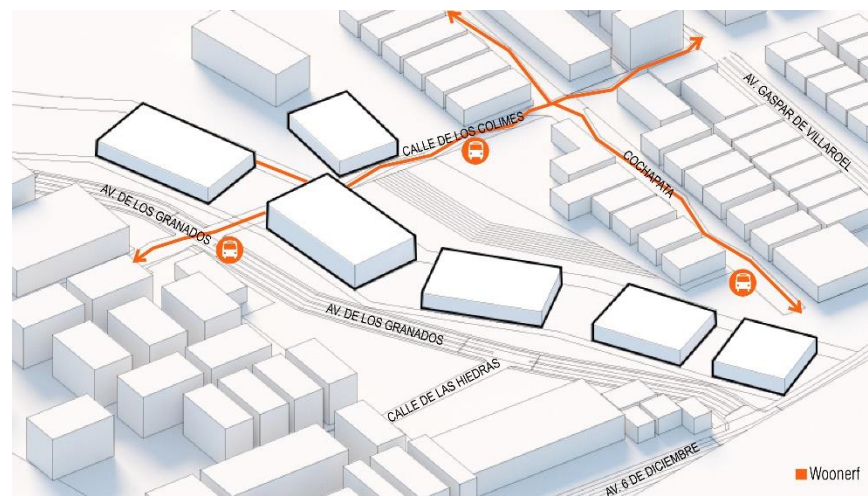 AV. GASPAR DE VILLAROEL
CALLE DE LOS COLIMES
COCHAPATA
AV. DE LOS GRANADOS
AV. DE LOS GRANADOS
CALLE DE LAS HIEDRAS
AV. 6 DE DICIEMBRE
Woonerf